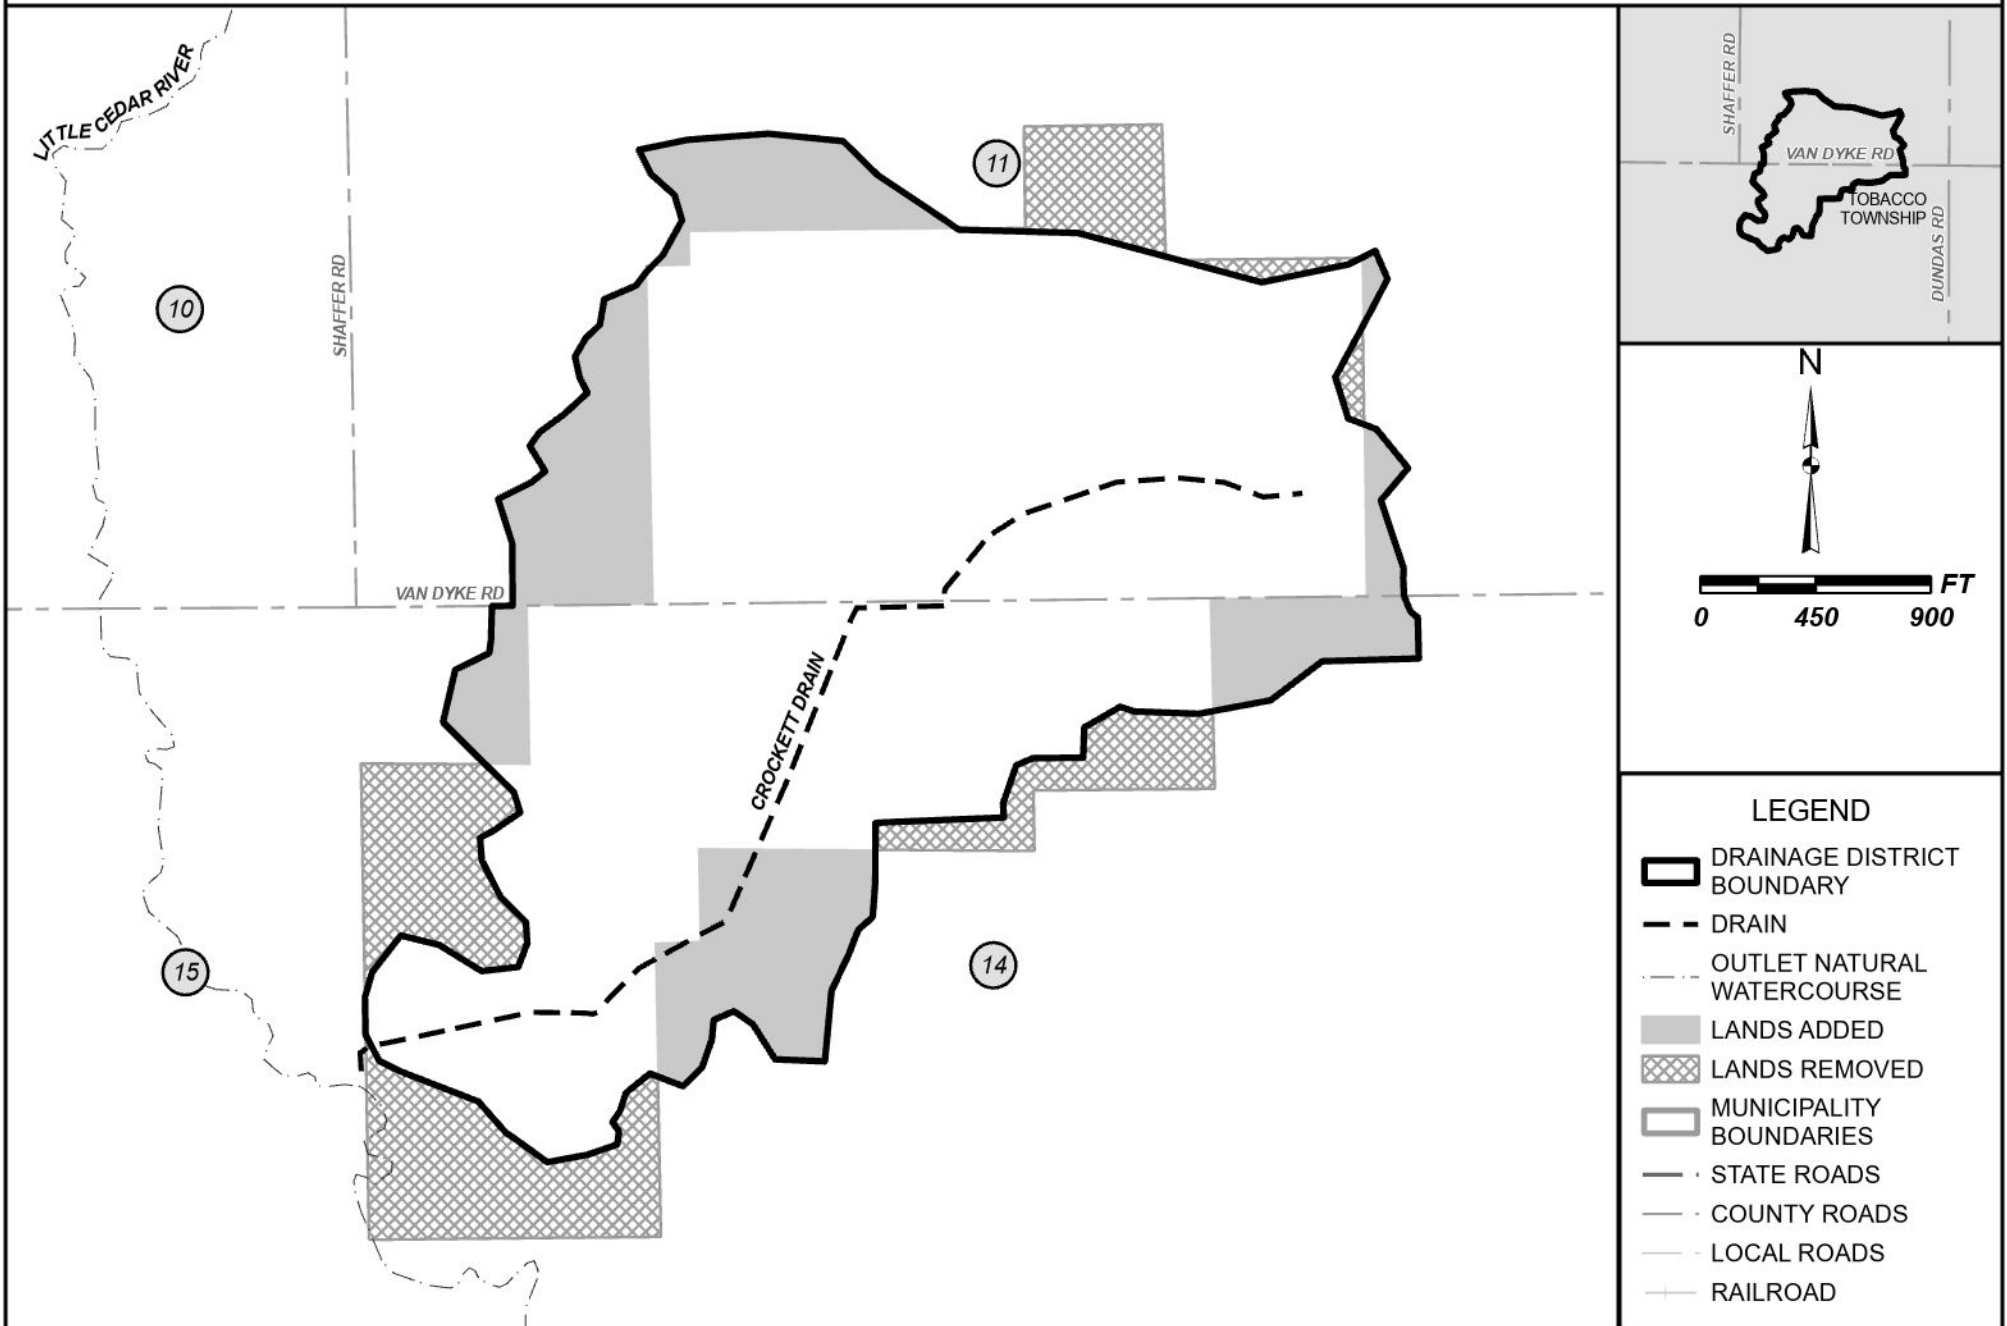 LITTLE CEDAR RIVER
10
SHAFFER RD
11
VAN DYKE RD
CROCKETT DRAIN
15
14
SHAFFER RD
VAN DYKE RD
TOBACCO
TOWNSHIP
DUNDAS RD
N
FT
0 450 900
LEGEND
DRAINAGE DISTRICT
BOUNDARY
DRAIN
OUTLET NATURAL
WATERCOURSE
LANDS ADDED
LANDS REMOVED
MUNICIPALITY
BOUNDARIES
STATE ROADS
COUNTY ROADS
LOCAL ROADS
RAILROAD